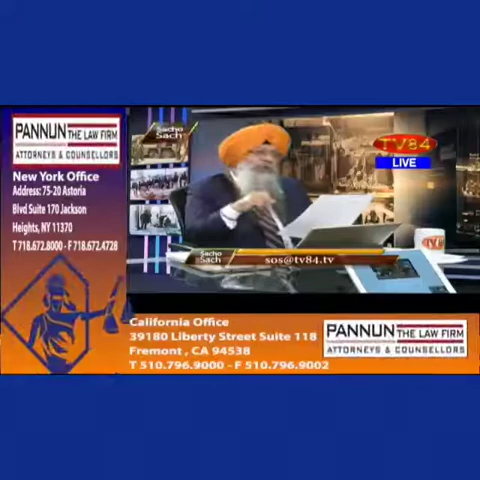 PANNUN THE LAW FIRM
ATTORNEYS & COUNSELLORS
New York Office
Address: 75-20 Astoria
Blvd Suite 170 Jackson
Heights, NY 11370
T 718.672.8000 - F 718.672.4728
Sacho
Sach
TV84
LIVE
TV84
Sacho
Sach
sos@tv84.tv
California Office
39180 Liberty Street Suite 118
Fremont , CA 94538
T 510.796.9000 - F 510.796.9002
PANNUN THE LAW FIRM
ATTORNEYS & COUNSELLORS